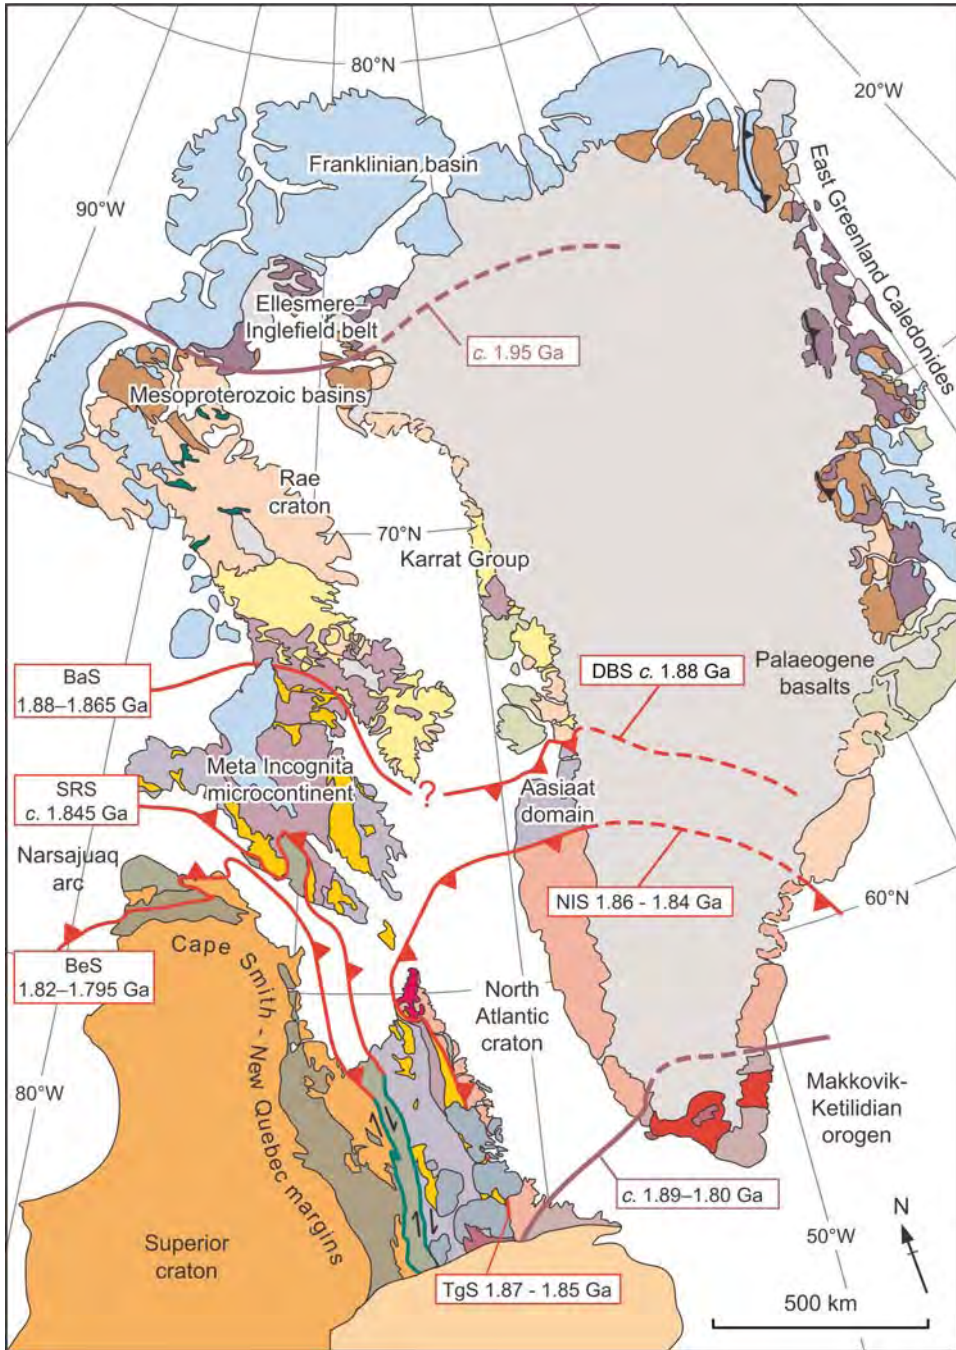 80°N
20°W
Franklinian basin
90°W
East Greenland Caledonides
Ellesmere–
Inglefield belt
c. 1.95 Ga
Mesoproterozoic basins
Rae
craton
70°N
Karrat Group
BaS
1.88–1.865 Ga
DBS c. 1.88 Ga
Palaeogene
basalts
Meta Incognita
microcontinent
?
Aasiaat
domain
SRS
c. 1.845 Ga
Narsajuaq
arc
NIS 1.86 - 1.84 Ga
60°N
BeS
1.82–1.795 Ga
Cape Smith - New Quebec margins
North
Atlantic
craton
80°W
Makkovik-
Ketilidian
orogen
c. 1.89–1.80 Ga
N
50°W
Superior
craton
TgS 1.87 - 1.85 Ga
500 km